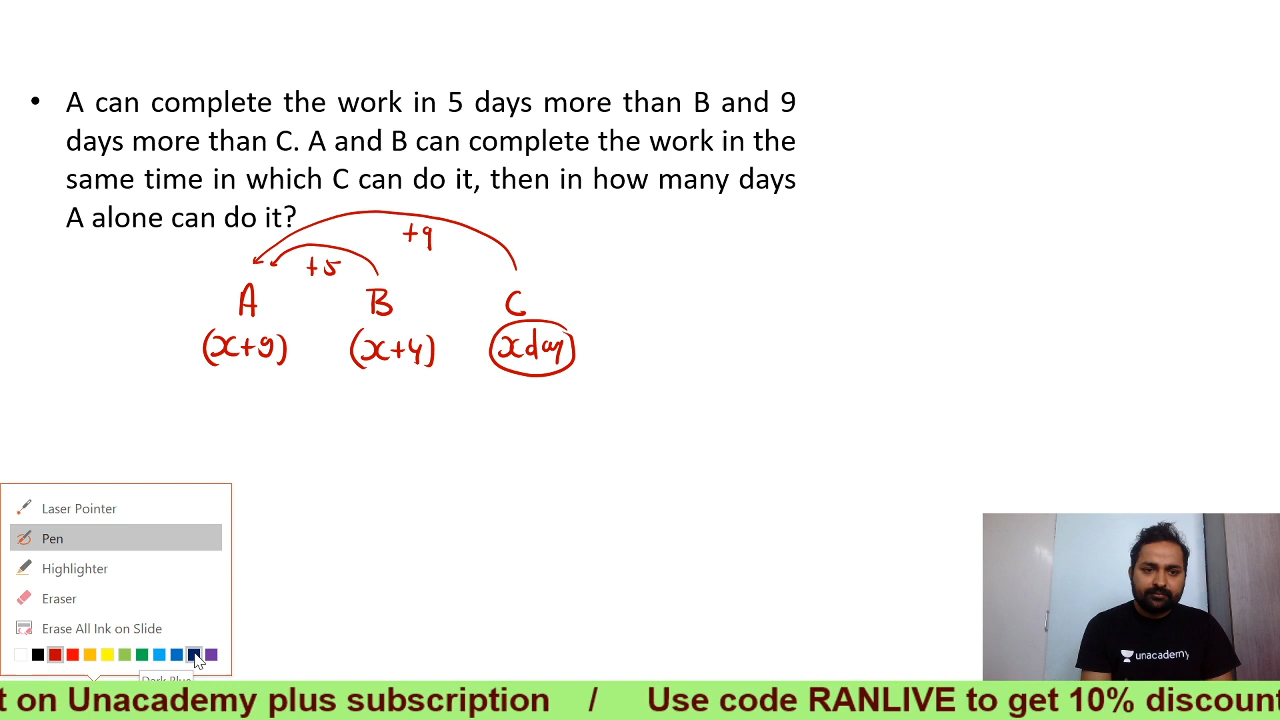 • A can complete the work in 5 days more than B and 9
days more than C. A and B can complete the work in the
same time in which C can do it, then in how many days
A alone can do it?
+9
+5
A B C
(x+9) (x+4) x day
Laser Pointer
Pen
Highlighter
Eraser
Erase All Ink on Slide
Dark Blue
unacademy
t on Unacademy plus subscription / Use code RANLIVE to get 10% discount